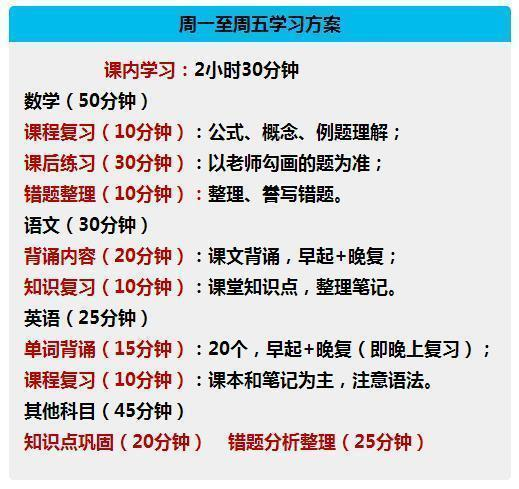 周一至周五学习方案
课内学习：2小时30分钟
数学（50分钟）
课程复习（10分钟）：公式、概念、例题理解；
课后练习（30分钟）：以老师勾画的题为准；
错题整理（10分钟）：整理、誊写错题。
语文（30分钟）
背诵内容（20分钟）：课文背诵，早起+晚复；
知识复习（10分钟）：课堂知识点，整理笔记。
英语（25分钟）
单词背诵（15分钟）：20个，早起+晚复（即晚上复习）；
课程复习（10分钟）：课本和笔记为主，注意语法。
其他科目（45分钟）
知识点巩固（20分钟） 错题分析整理（25分钟）